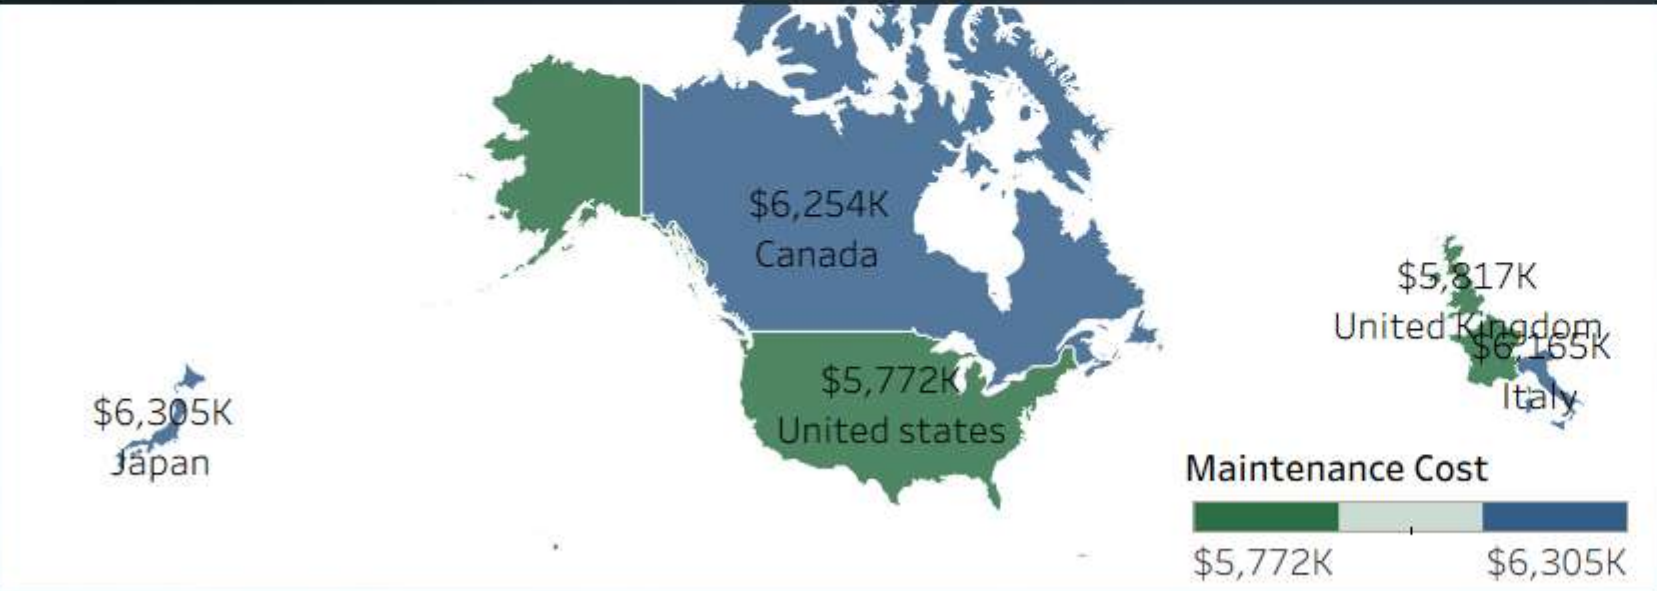 $6,254K
Canada
$5,817K
United Kingdom
$6,165K
Italy
$5,772K
United states
$6,305K
Japan
Maintenance Cost
$5,772K
$6,305K